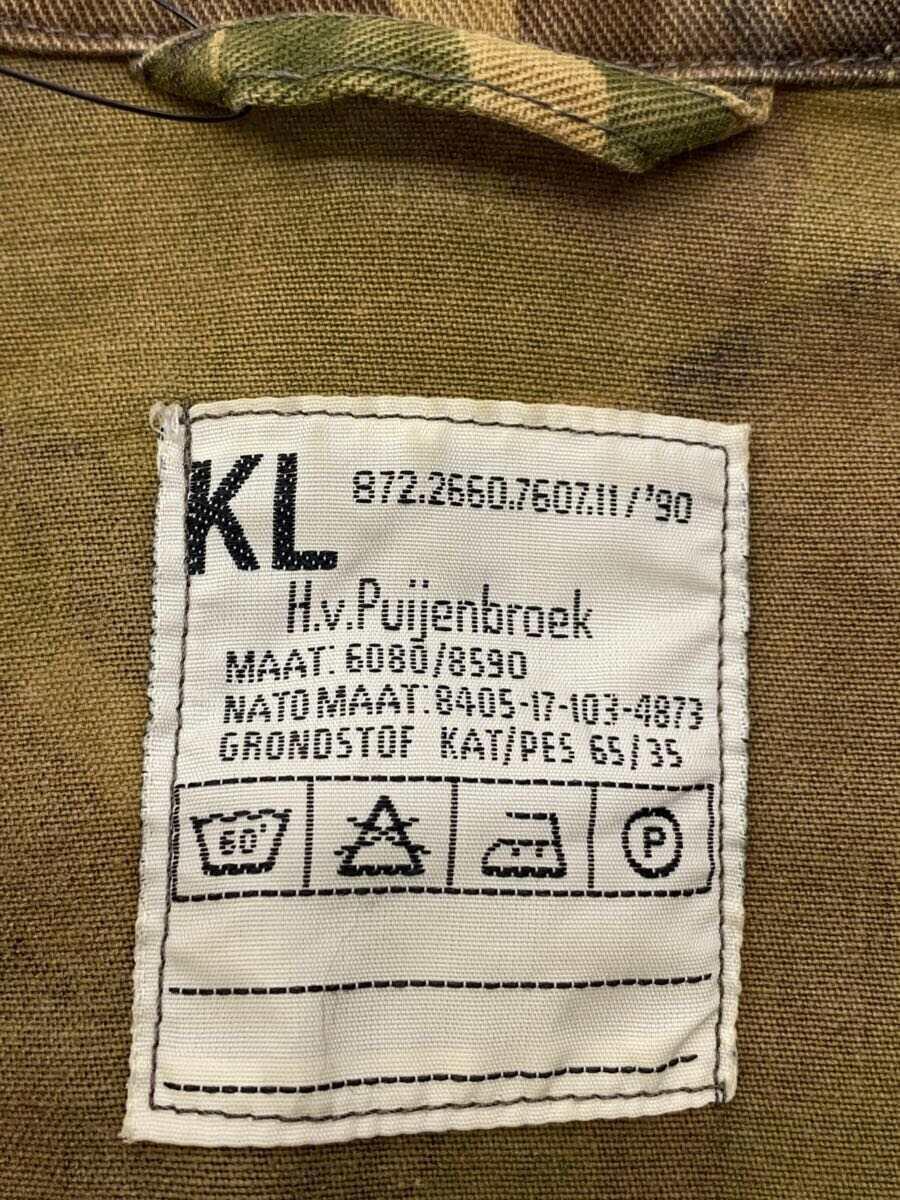 KL 872.2660.7607.11/'90
H.v.Puijenbroek
MAAT: 6080/8590
NATO MAAT: 8405-17-103-4873
GRONDSTOF KAT/PES 65/35
60°
P